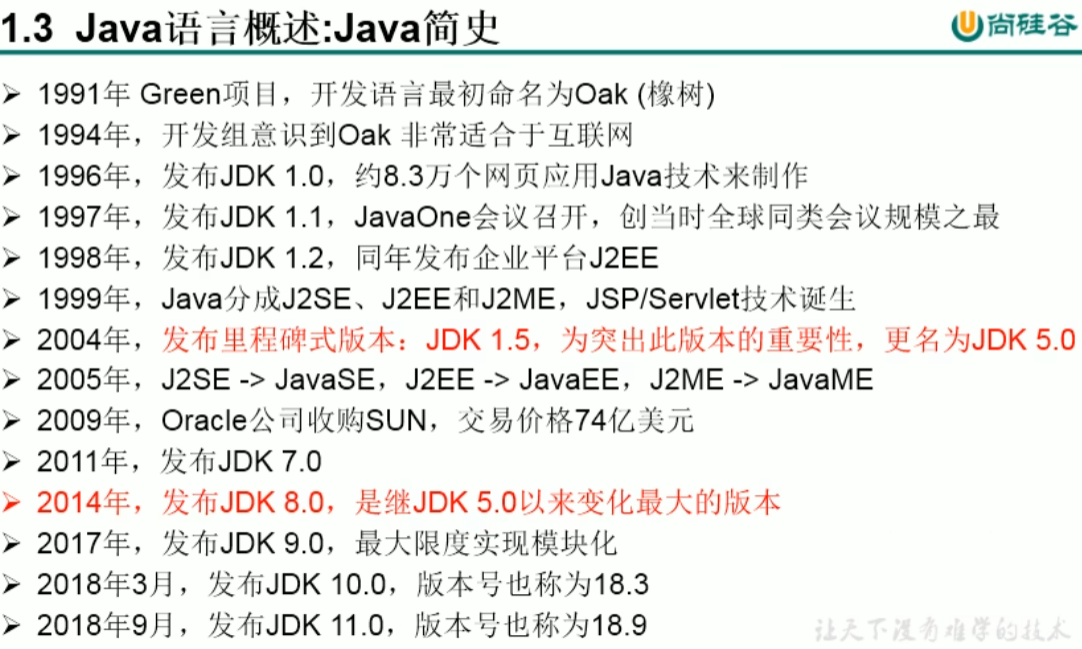 1.3 Java语言概述:Java简史
尚硅谷
➢ 1991年 Green项目，开发语言最初命名为Oak (橡树)
➢ 1994年，开发组意识到Oak 非常适合于互联网
➢ 1996年，发布JDK 1.0，约8.3万个网页应用Java技术来制作
➢ 1997年，发布JDK 1.1，JavaOne会议召开，创当时全球同类会议规模之最
➢ 1998年，发布JDK 1.2，同年发布企业平台J2EE
➢ 1999年，Java分成J2SE、J2EE和J2ME，JSP/Servlet技术诞生
➢ 2004年，发布里程碑式版本：JDK 1.5，为突出此版本的重要性，更名为JDK 5.0
➢ 2005年，J2SE -> JavaSE，J2EE -> JavaEE，J2ME -> JavaME
➢ 2009年，Oracle公司收购SUN，交易价格74亿美元
➢ 2011年，发布JDK 7.0
➢ 2014年，发布JDK 8.0，是继JDK 5.0以来变化最大的版本
➢ 2017年，发布JDK 9.0，最大限度实现模块化
➢ 2018年3月，发布JDK 10.0，版本号也称为18.3
➢ 2018年9月，发布JDK 11.0，版本号也称为18.9
让天下没有难学的技术